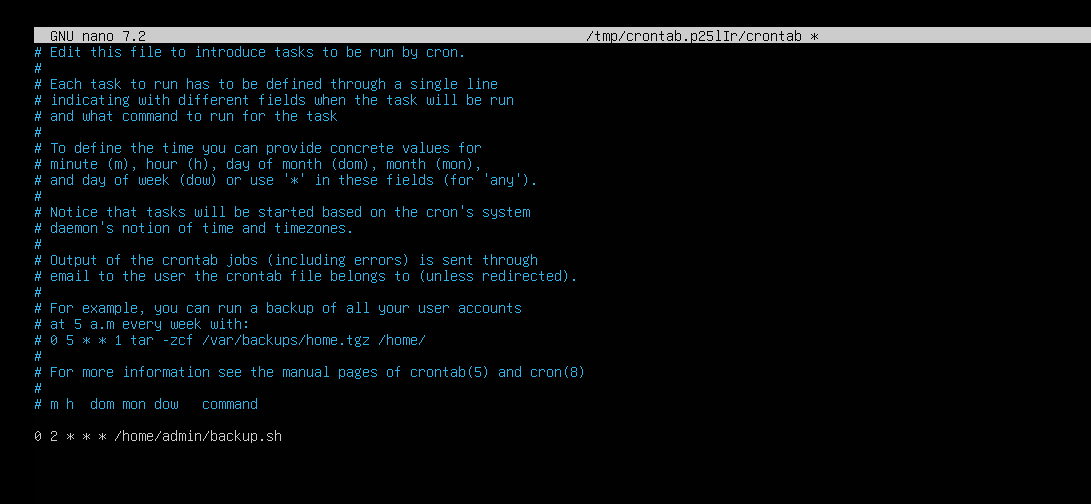 GNU nano 7.2 /tmp/crontab.p25lIr/crontab *
# Edit this file to introduce tasks to be run by cron.
#
# Each task to run has to be defined through a single line
# indicating with different fields when the task will be run
# and what command to run for the task
#
# To define the time you can provide concrete values for
# minute (m), hour (h), day of month (dom), month (mon),
# and day of week (dow) or use '*' in these fields (for 'any').
#
# Notice that tasks will be started based on the cron's system
# daemon's notion of time and timezones.
#
# Output of the crontab jobs (including errors) is sent through
# email to the user the crontab file belongs to (unless redirected).
#
# For example, you can run a backup of all your user accounts
# at 5 a.m every week with:
# 0 5 * * 1 tar -zcf /var/backups/home.tgz /home/
#
# For more information see the manual pages of crontab(5) and cron(8)
#
# m h  dom mon dow   command
0 2 * * * /home/admin/backup.sh